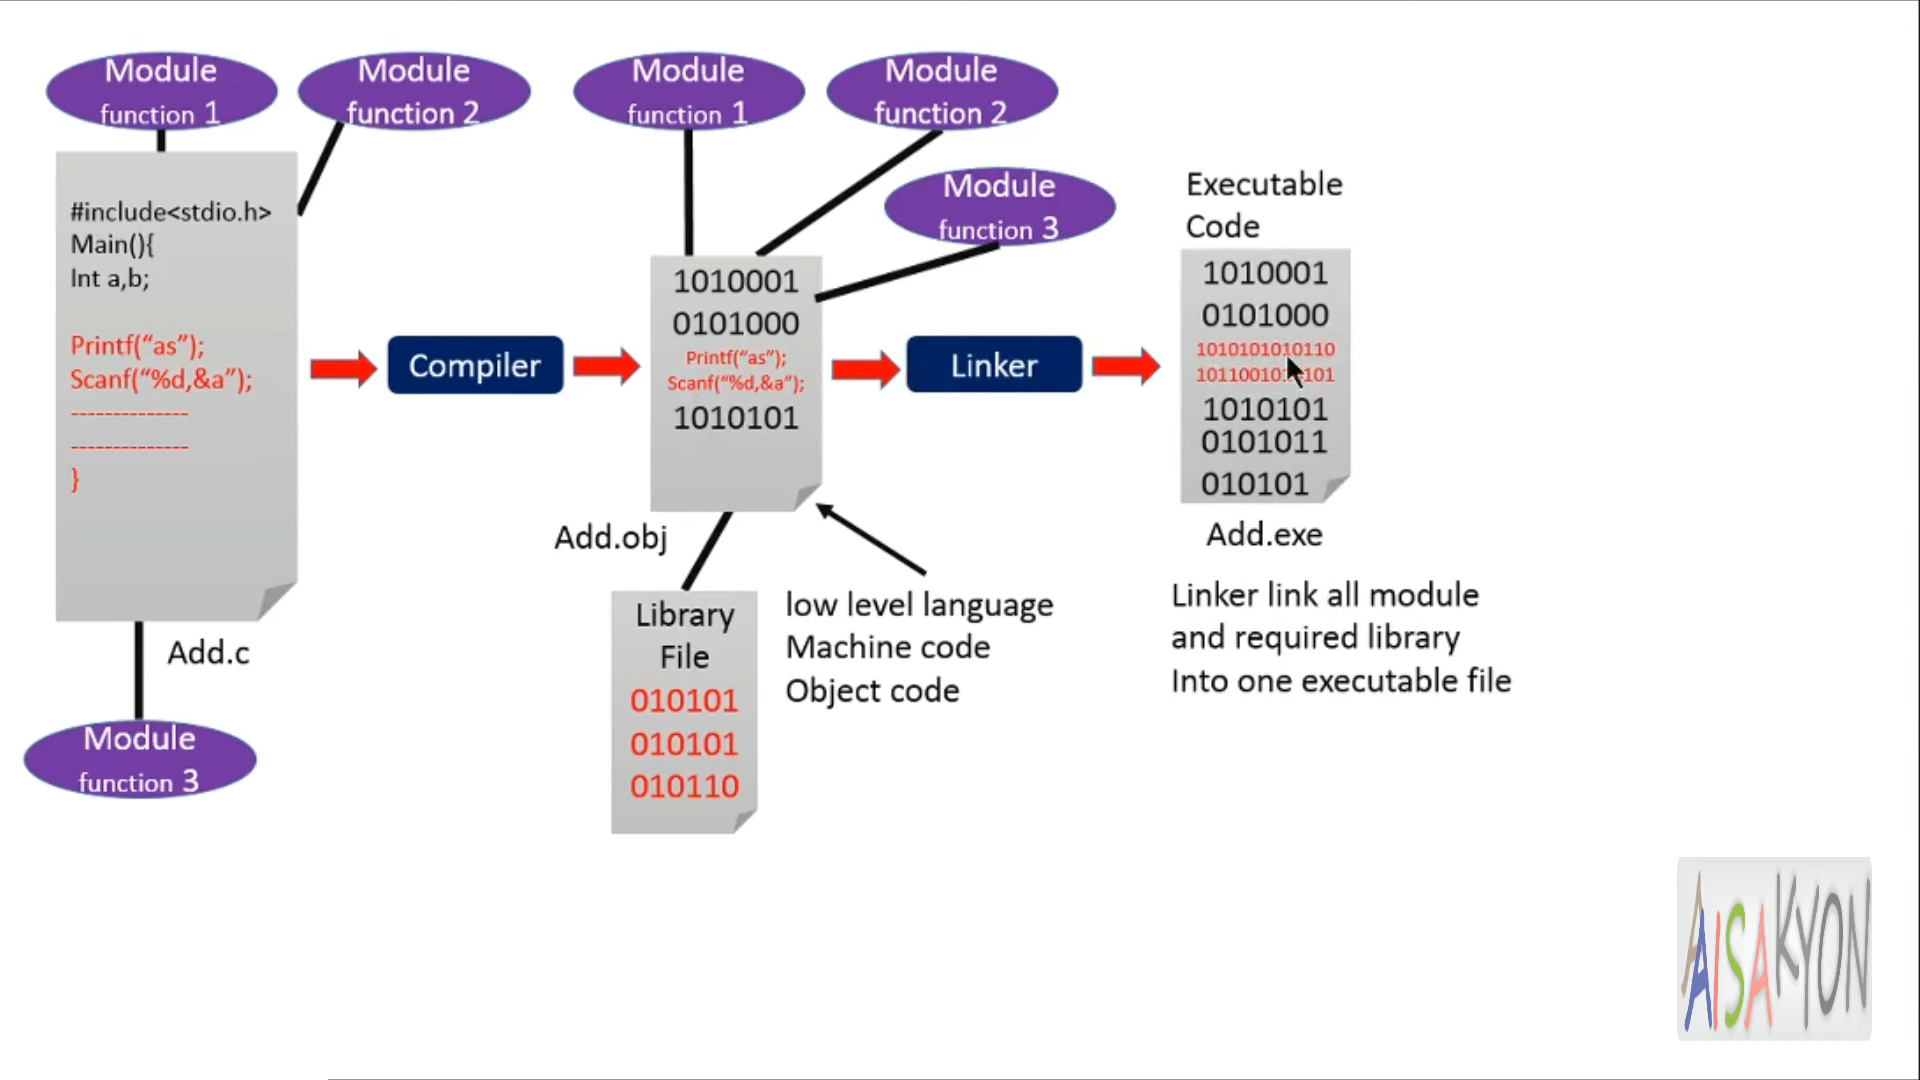 Module
function 1
Module
function 2
Module
function 1
Module
function 2
Module
function 3
#include<stdio.h>
Main(){
Int a,b;
Printf(“as”);
Scanf(“%d,&a”);
--------------
--------------
}
Add.c
Module
function 3
Compiler
1010001
0101000
Printf(“as”);
Scanf(“%d,&a”);
1010101
Add.obj
Library
File
010101
010101
010110
low level language
Machine code
Object code
Linker
Executable
Code
1010001
0101000
1010101010110
1010101
0101011
010101
Add.exe
Linker link all module
and required library
Into one executable file
AISAKYON